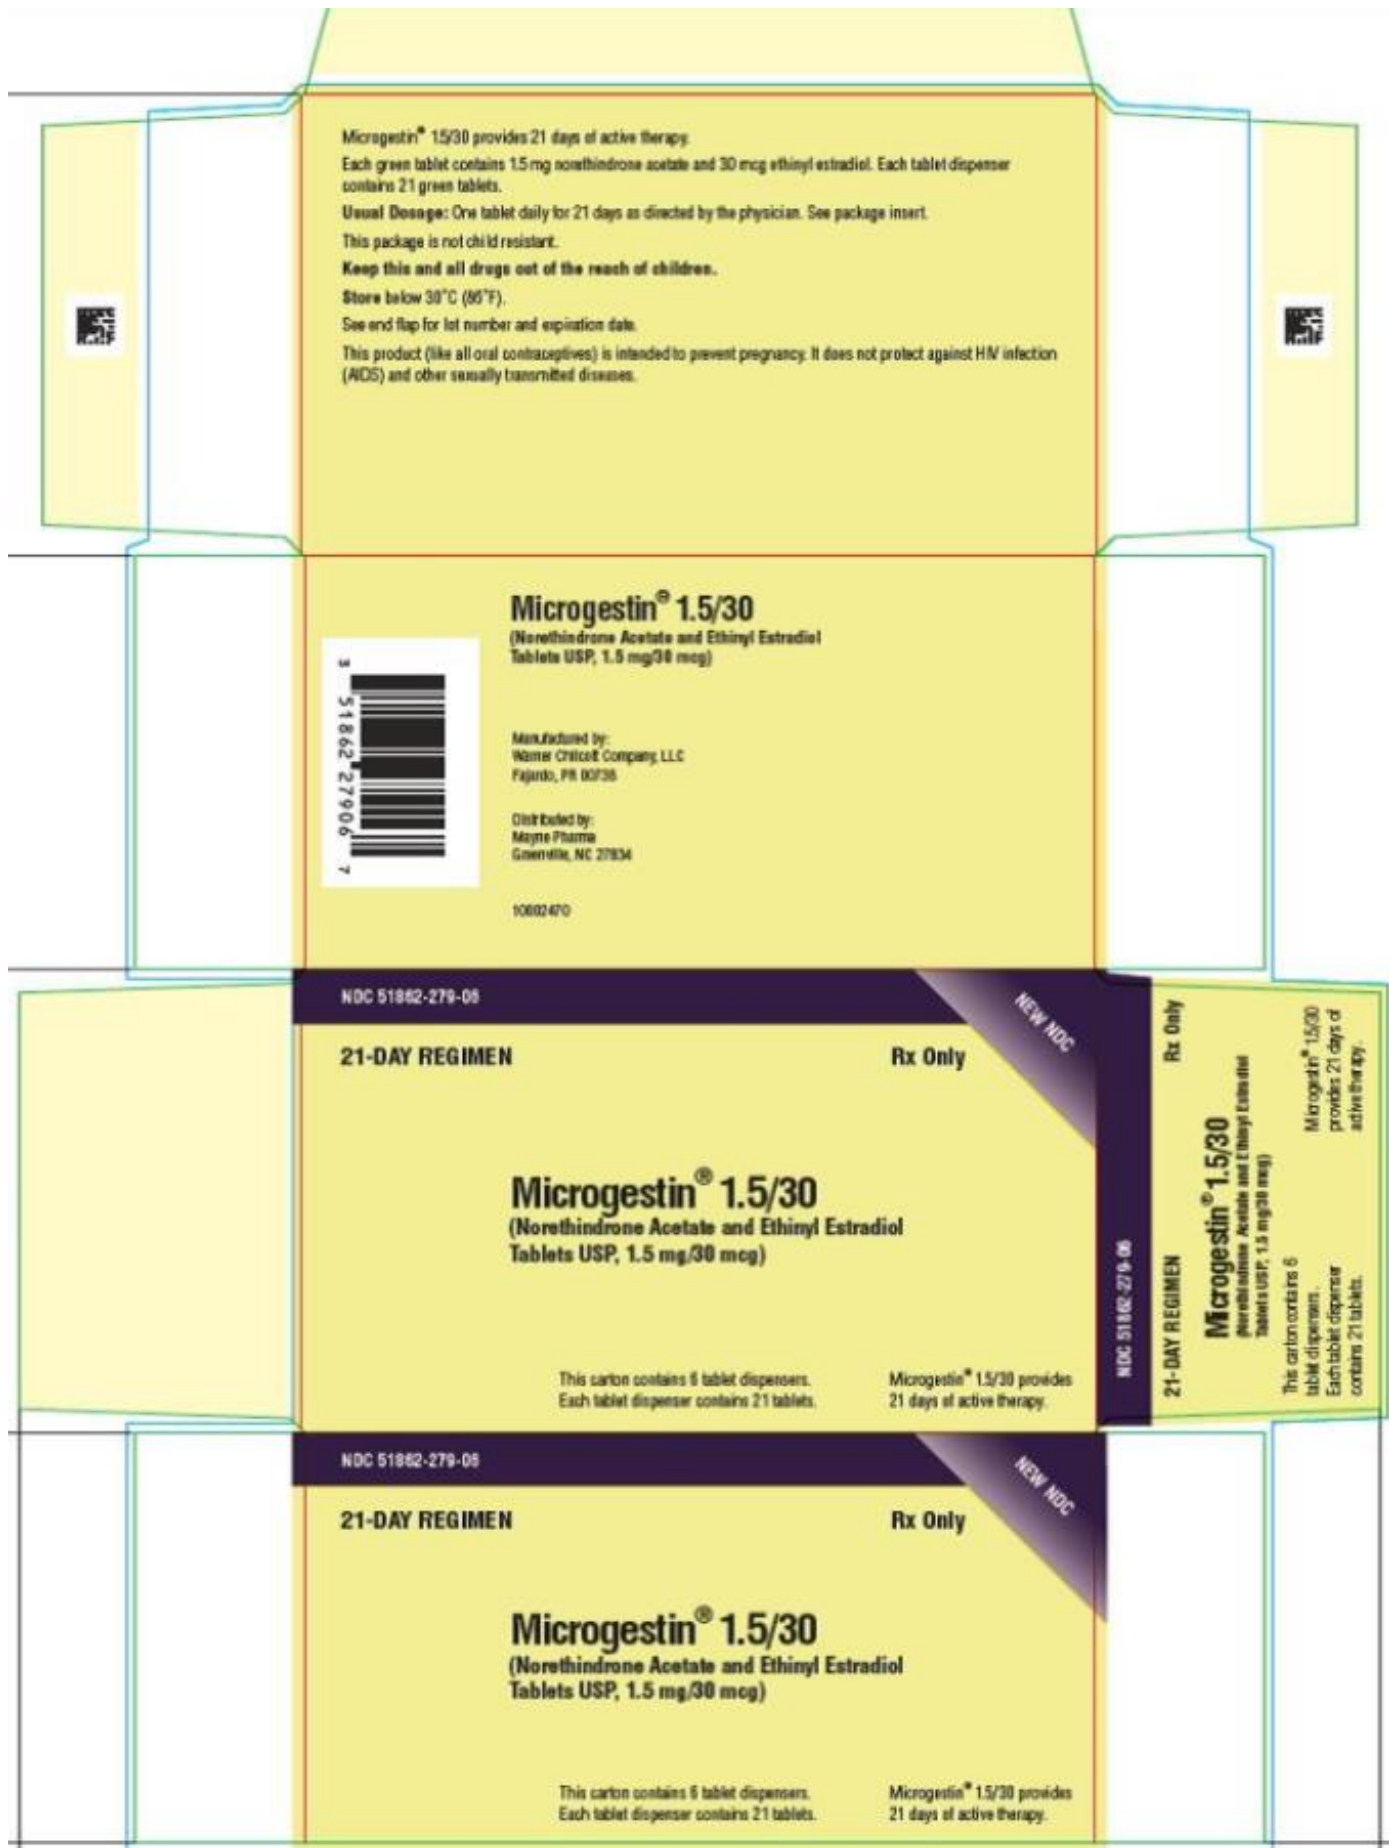 Microgestin® 1.5/30 provides 21 days of active therapy.
Each green tablet contains 1.5 mg norethindrone acetate and 30 mcg ethinyl estradiol. Each tablet dispenser
contains 21 green tablets.
Usual Dosage: One tablet daily for 21 days as directed by the physician. See package insert.
This package is not child resistant.
Keep this and all drugs out of the reach of children.
Store below 30°C (86°F).
See end flap for lot number and expiration date.
This product (like all oral contraceptives) is intended to prevent pregnancy. It does not protect against HIV infection
(AIDS) and other sexually transmitted diseases.
Microgestin® 1.5/30
(Norethindrone Acetate and Ethinyl Estradiol
Tablets USP, 1.5 mg/30 mcg)
3 51862 27906 7
Manufactured by:
Warner Chilcott Company, LLC
Fajardo, PR 00738
Distributed by:
Mayne Pharma
Greenville, NC 27834
10002470
NDC 51862-279-06
NEW NDC
21-DAY REGIMEN
Rx Only
Microgestin® 1.5/30
(Norethindrone Acetate and Ethinyl Estradiol
Tablets USP, 1.5 mg/30 mcg)
This carton contains 6 tablet dispensers.
Each tablet dispenser contains 21 tablets.
Microgestin® 1.5/30 provides
21 days of active therapy.
NDC 51862-279-06
21-DAY REGIMEN
Rx Only
Microgestin® 1.5/30
(Norethindrone Acetate and Ethinyl Estradiol
Tablets USP, 1.5 mg/30 mcg)
This carton contains 6
tablet dispensers.
Each tablet dispenser
contains 21 tablets.
Microgestin® 1.5/30
provides 21 days of
active therapy.
NDC 51862-279-06
NEW NDC
21-DAY REGIMEN
Rx Only
Microgestin® 1.5/30
(Norethindrone Acetate and Ethinyl Estradiol
Tablets USP, 1.5 mg/30 mcg)
This carton contains 6 tablet dispensers.
Each tablet dispenser contains 21 tablets.
Microgestin® 1.5/30 provides
21 days of active therapy.